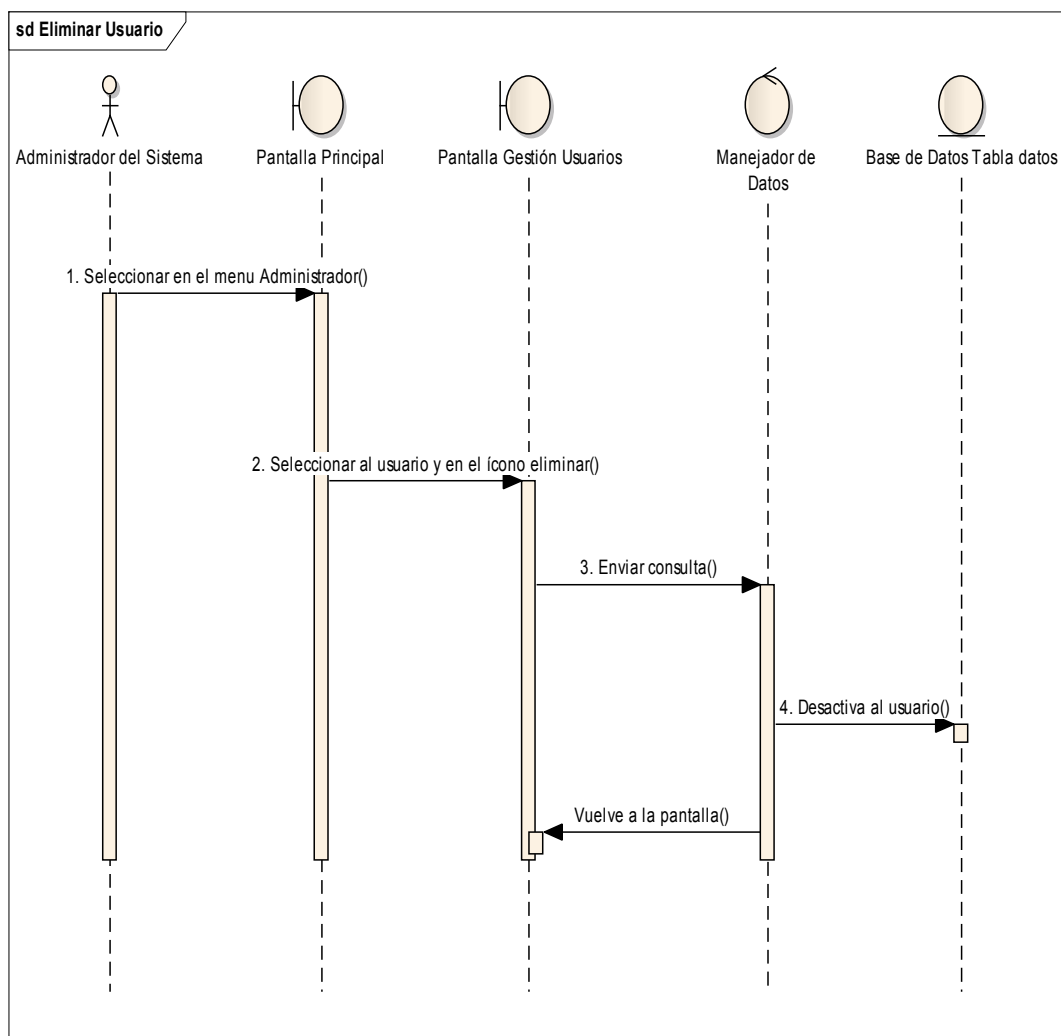 sd Eliminar Usuario
Administrador del Sistema
Pantalla Principal
Pantalla Gestión Usuarios
Manejador de
Datos
Base de Datos Tabla datos
1. Seleccionar en el menu Administrador()
2. Seleccionar al usuario y en el ícono eliminar()
3. Enviar consulta()
4. Desactiva al usuario()
Vuelve a la pantalla()